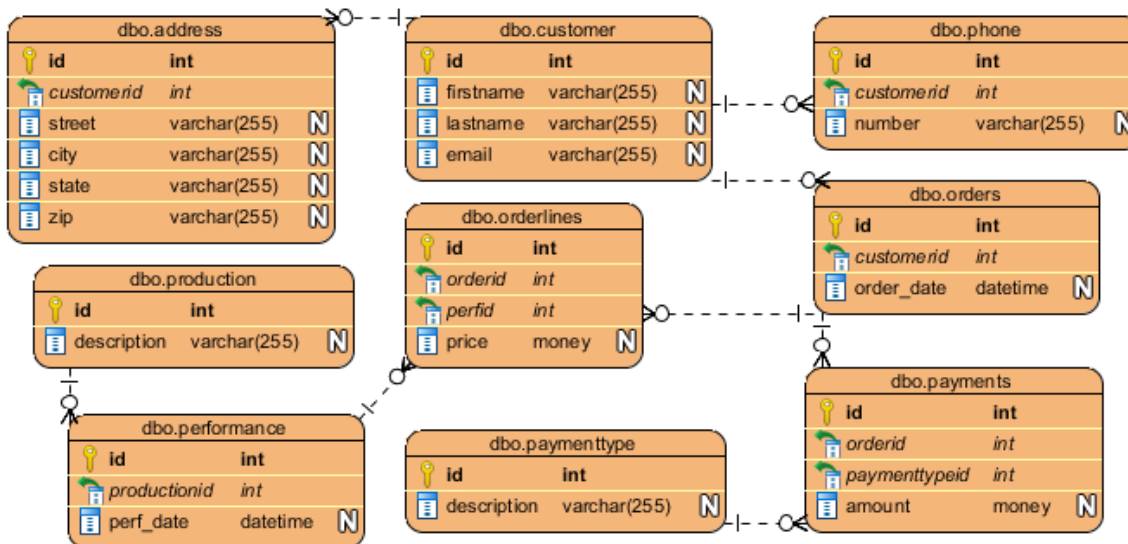 dbo.address
id int
customerid int
street varchar(255) N
city varchar(255) N
state varchar(255) N
zip varchar(255) N
dbo.customer
id int
firstname varchar(255) N
lastname varchar(255) N
email varchar(255) N
dbo.phone
id int
customerid int
number varchar(255) N
dbo.orders
id int
customerid int
order_date datetime N
dbo.orderlines
id int
orderid int
perfid int
price money N
dbo.production
id int
description varchar(255) N
dbo.performance
id int
productionid int
perf_date datetime N
dbo.paymenttype
id int
description varchar(255) N
dbo.payments
id int
orderid int
paymenttypeid int
amount money N